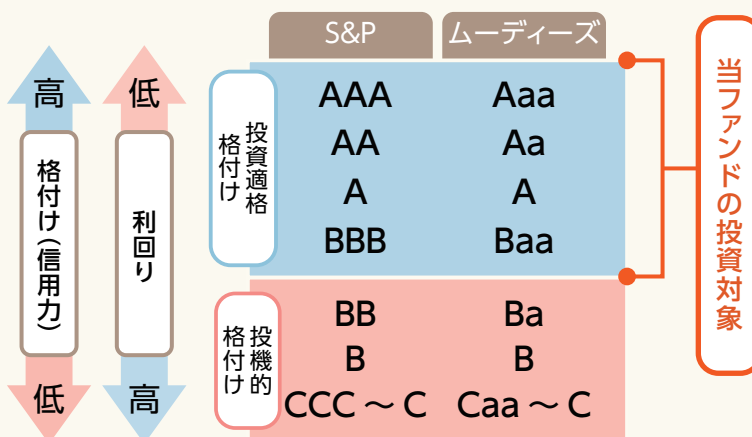 S&P ムーディーズ
高 低
格付け(信用力)
利回り
低 高
投資適格
格付け
AAA Aaa
AA Aa
A A
BBB Baa
投機的
格付け
BB Ba
B B
CCC ～ C Caa ～ C
当ファンドの投資対象